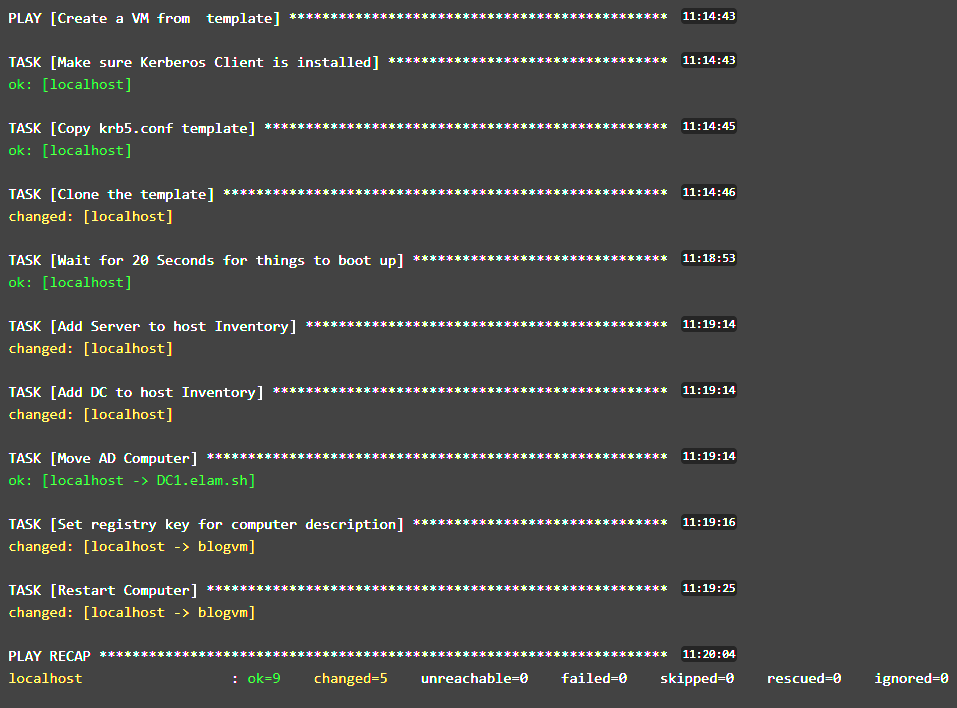 PLAY [Create a VM from  template] ********************************************** 11:14:43
TASK [Make sure Kerberos Client is installed] ********************************** 11:14:43
ok: [localhost]
TASK [Copy krb5.conf template] ************************************************* 11:14:45
ok: [localhost]
TASK [Clone the template] ****************************************************** 11:14:46
changed: [localhost]
TASK [Wait for 20 Seconds for things to boot up] ******************************* 11:18:53
ok: [localhost]
TASK [Add Server to host Inventory] ******************************************** 11:19:14
changed: [localhost]
TASK [Add DC to host Inventory] ************************************************ 11:19:14
changed: [localhost]
TASK [Move AD Computer] ******************************************************** 11:19:14
ok: [localhost -> DC1.elam.sh]
TASK [Set registry key for computer description] ******************************* 11:19:16
changed: [localhost -> blogvm]
TASK [Restart Computer] ******************************************************** 11:19:25
changed: [localhost -> blogvm]
PLAY RECAP ********************************************************************* 11:20:04
localhost                  : ok=9    changed=5    unreachable=0    failed=0    skipped=0    rescued=0    ignored=0